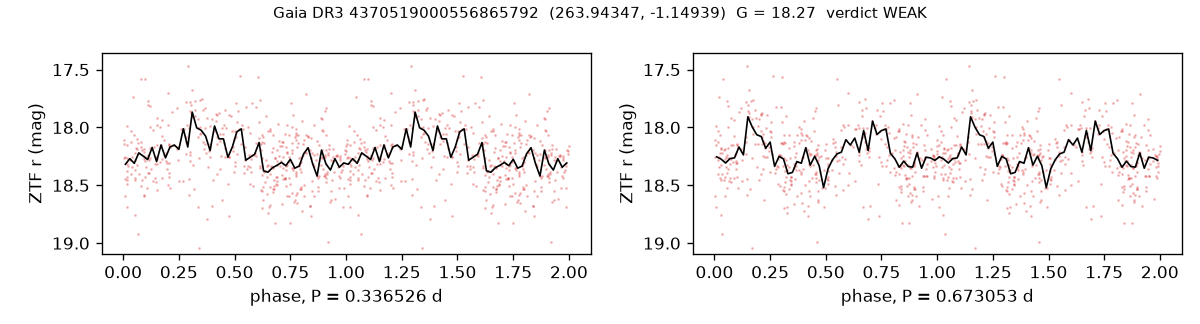 Gaia DR3 4370519000556865792  (263.94347, -1.14939)  G = 18.27  verdict WEAK
ZTF r (mag)
17.5
18.0
18.5
19.0
0.00 0.25 0.50 0.75 1.00 1.25 1.50 1.75 2.00
phase, P = 0.336526 d
ZTF r (mag)
17.5
18.0
18.5
19.0
0.00 0.25 0.50 0.75 1.00 1.25 1.50 1.75 2.00
phase, P = 0.673053 d